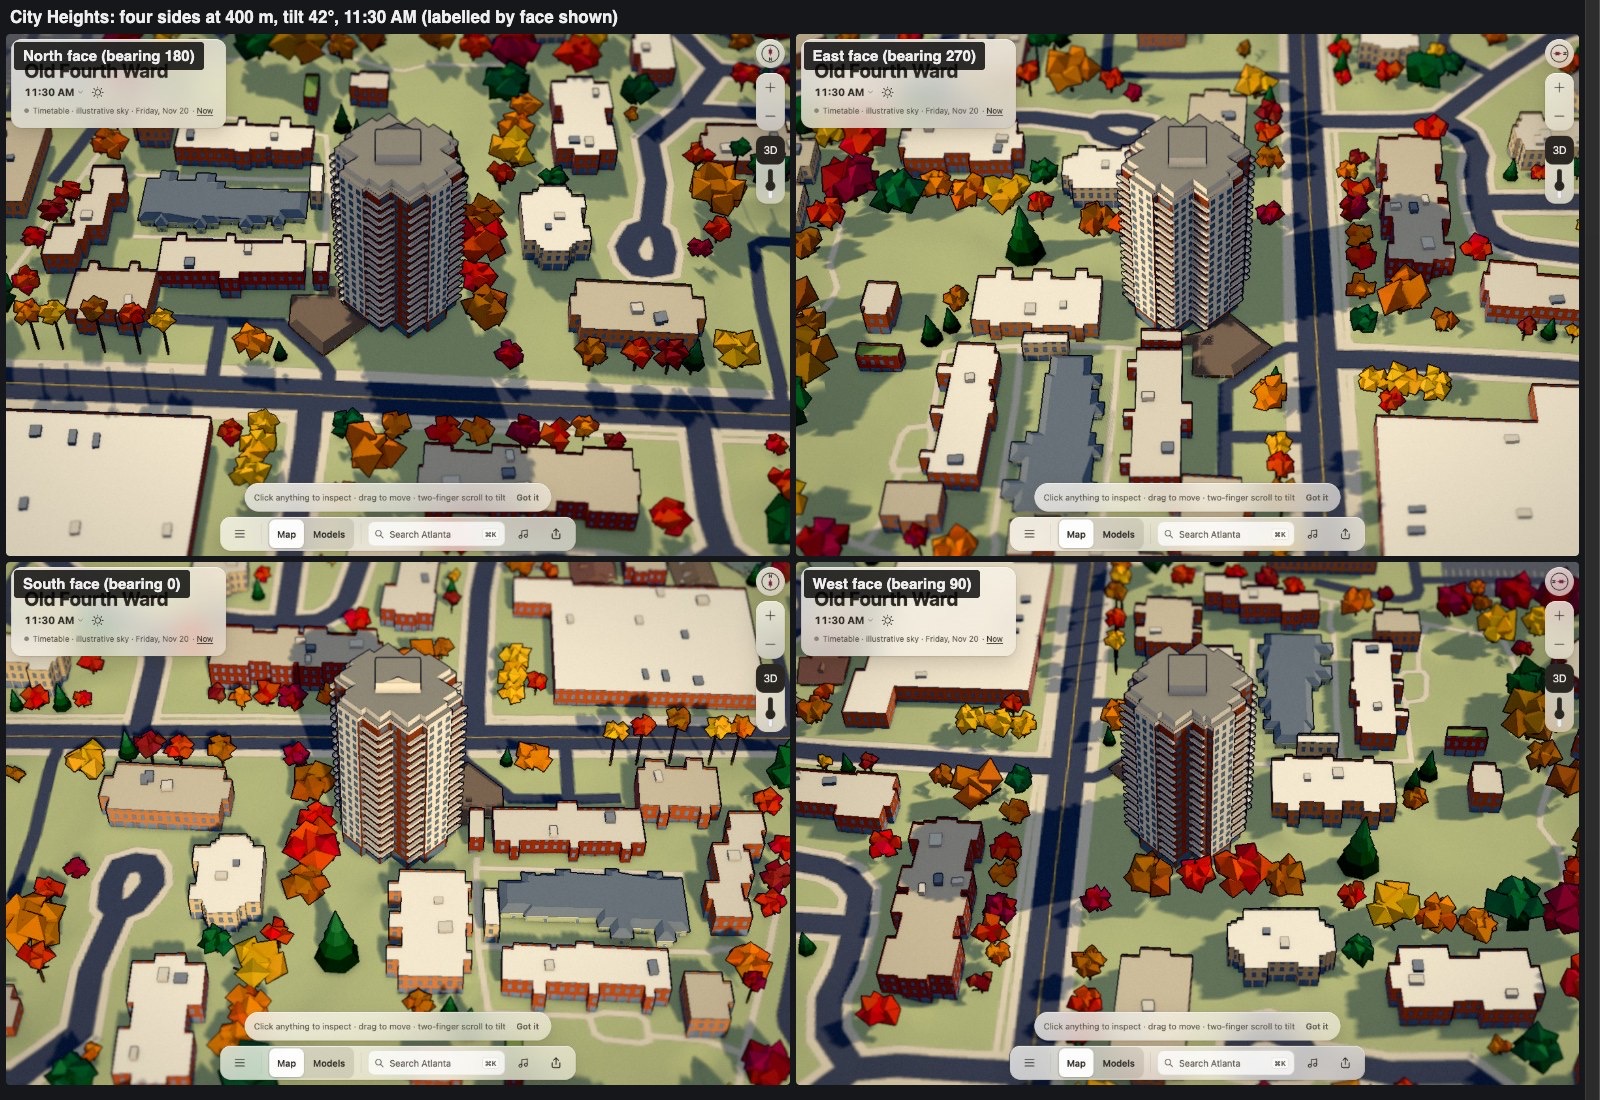 City Heights: four sides at 400 m, tilt 42°, 11:30 AM (labelled by face shown)
North face (bearing 180)
Old Fourth Ward
11:30 AM
Timetable · illustrative sky · Friday, Nov 20 · Now
3D
Click anything to inspect · drag to move · two-finger scroll to tilt Got it
Map Models Search Atlanta ⌘K
East face (bearing 270)
Old Fourth Ward
11:30 AM
Timetable · illustrative sky · Friday, Nov 20 · Now
3D
Click anything to inspect · drag to move · two-finger scroll to tilt Got it
Map Models Search Atlanta ⌘K
South face (bearing 0)
Old Fourth Ward
11:30 AM
Timetable · illustrative sky · Friday, Nov 20 · Now
3D
Click anything to inspect · drag to move · two-finger scroll to tilt Got it
Map Models Search Atlanta ⌘K
West face (bearing 90)
Old Fourth Ward
11:30 AM
Timetable · illustrative sky · Friday, Nov 20 · Now
3D
Click anything to inspect · drag to move · two-finger scroll to tilt Got it
Map Models Search Atlanta ⌘K